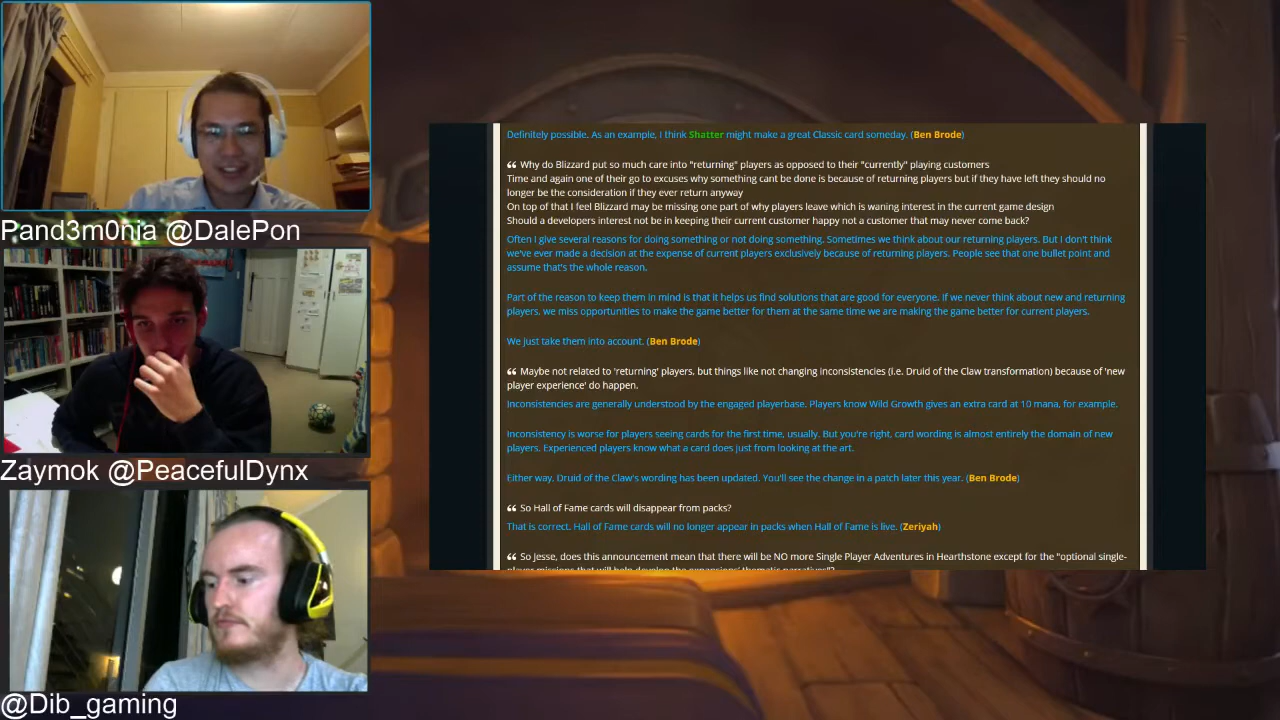 Pand3m0nia @DalePon
Zaymok @PeacefulDynx
@Dib_gaming
Definitely possible. As an example, I think Shatter might make a great Classic card someday. (Ben Brode)
“ Why do Blizzard put so much care into "returning" players as opposed to their "currently" playing customers
Time and again one of their go to excuses why something cant be done is because of returning players but if they have left they should no
longer be the consideration if they ever return anyway
On top of that I feel Blizzard may be missing one part of why players leave which is waning interest in the current game design
Should a developers interest not be in keeping their current customer happy not a customer that may never come back?
Often I give several reasons for doing something or not doing something. Sometimes we think about our returning players. But I don't think
we've ever made a decision at the expense of current players exclusively because of returning players. People see that one bullet point and
assume that's the whole reason.
Part of the reason to keep them in mind is that it helps us find solutions that are good for everyone. If we never think about new and returning
players, we miss opportunities to make the game better for them at the same time we are making the game better for current players.
We just take them into account. (Ben Brode)
“ Maybe not related to 'returning' players, but things like not changing inconsistencies (i.e. Druid of the Claw transformation) because of 'new
player experience' do happen.
Inconsistencies are generally understood by the engaged playerbase. Players know Wild Growth gives an extra card at 10 mana, for example.
Inconsistency is worse for players seeing cards for the first time, usually. But you're right, card wording is almost entirely the domain of new
players. Experienced players know what a card does just from looking at the art.
Either way. Druid of the Claw's wording has been updated. You'll see the change in a patch later this year. (Ben Brode)
“ So Hall of Fame cards will disappear from packs?
That is correct. Hall of Fame cards will no longer appear in packs when Hall of Fame is live. (Zeriyah)
“ So Jesse, does this announcement mean that there will be NO more Single Player Adventures in Hearthstone except for the "optional single-
player missions that will help develop the expansions' thematic narratives"?